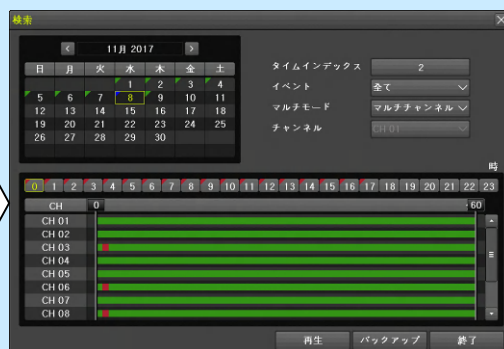 検索
11月 2017
日 月 火 水 木 金 土
1 2 3 4
5 6 7 8 9 10 11
12 13 14 15 16 17 18
19 20 21 22 23 24 25
26 27 28 29 30
タイムインデックス 2
イベント 全て
マルチモード マルチチャンネル
チャンネル CH 01
時
0 1 2 3 4 5 6 7 8 9 10 11 12 13 14 15 16 17 18 19 20 21 22 23
CH 0 60
CH 01
CH 02
CH 03
CH 04
CH 05
CH 06
CH 07
CH 08
再生 バックアップ 終了